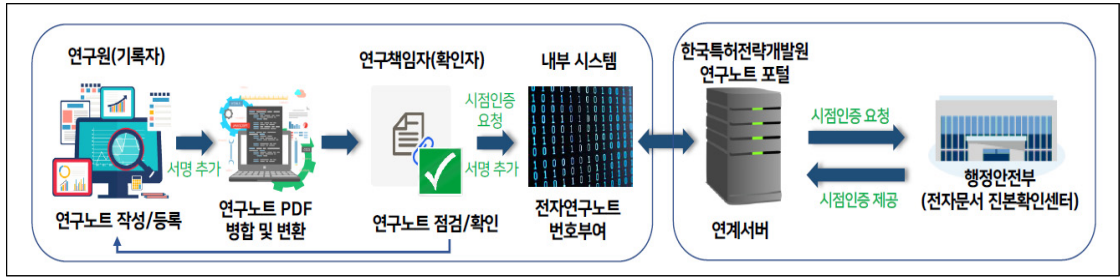 연구원(기록자)
서명 추가
연구노트 작성/등록
연구노트 PDF
병합 및 변환
연구책임자(확인자)
연구노트 점검/확인
시점인증
요청
서명 추가
내부 시스템
전자연구노트
번호부여
한국특허전략개발원
연구노트 포털
연계서버
시점인증 요청
시점인증 제공
행정안전부
(전자문서 진본확인센터)